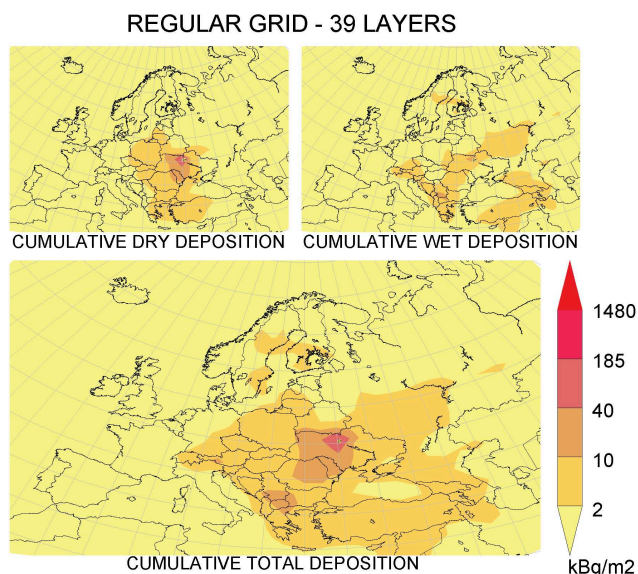 REGULAR GRID - 39 LAYERS
CUMULATIVE DRY DEPOSITION
CUMULATIVE WET DEPOSITION
1480
185
40
10
2
CUMULATIVE TOTAL DEPOSITION
kBq/m2